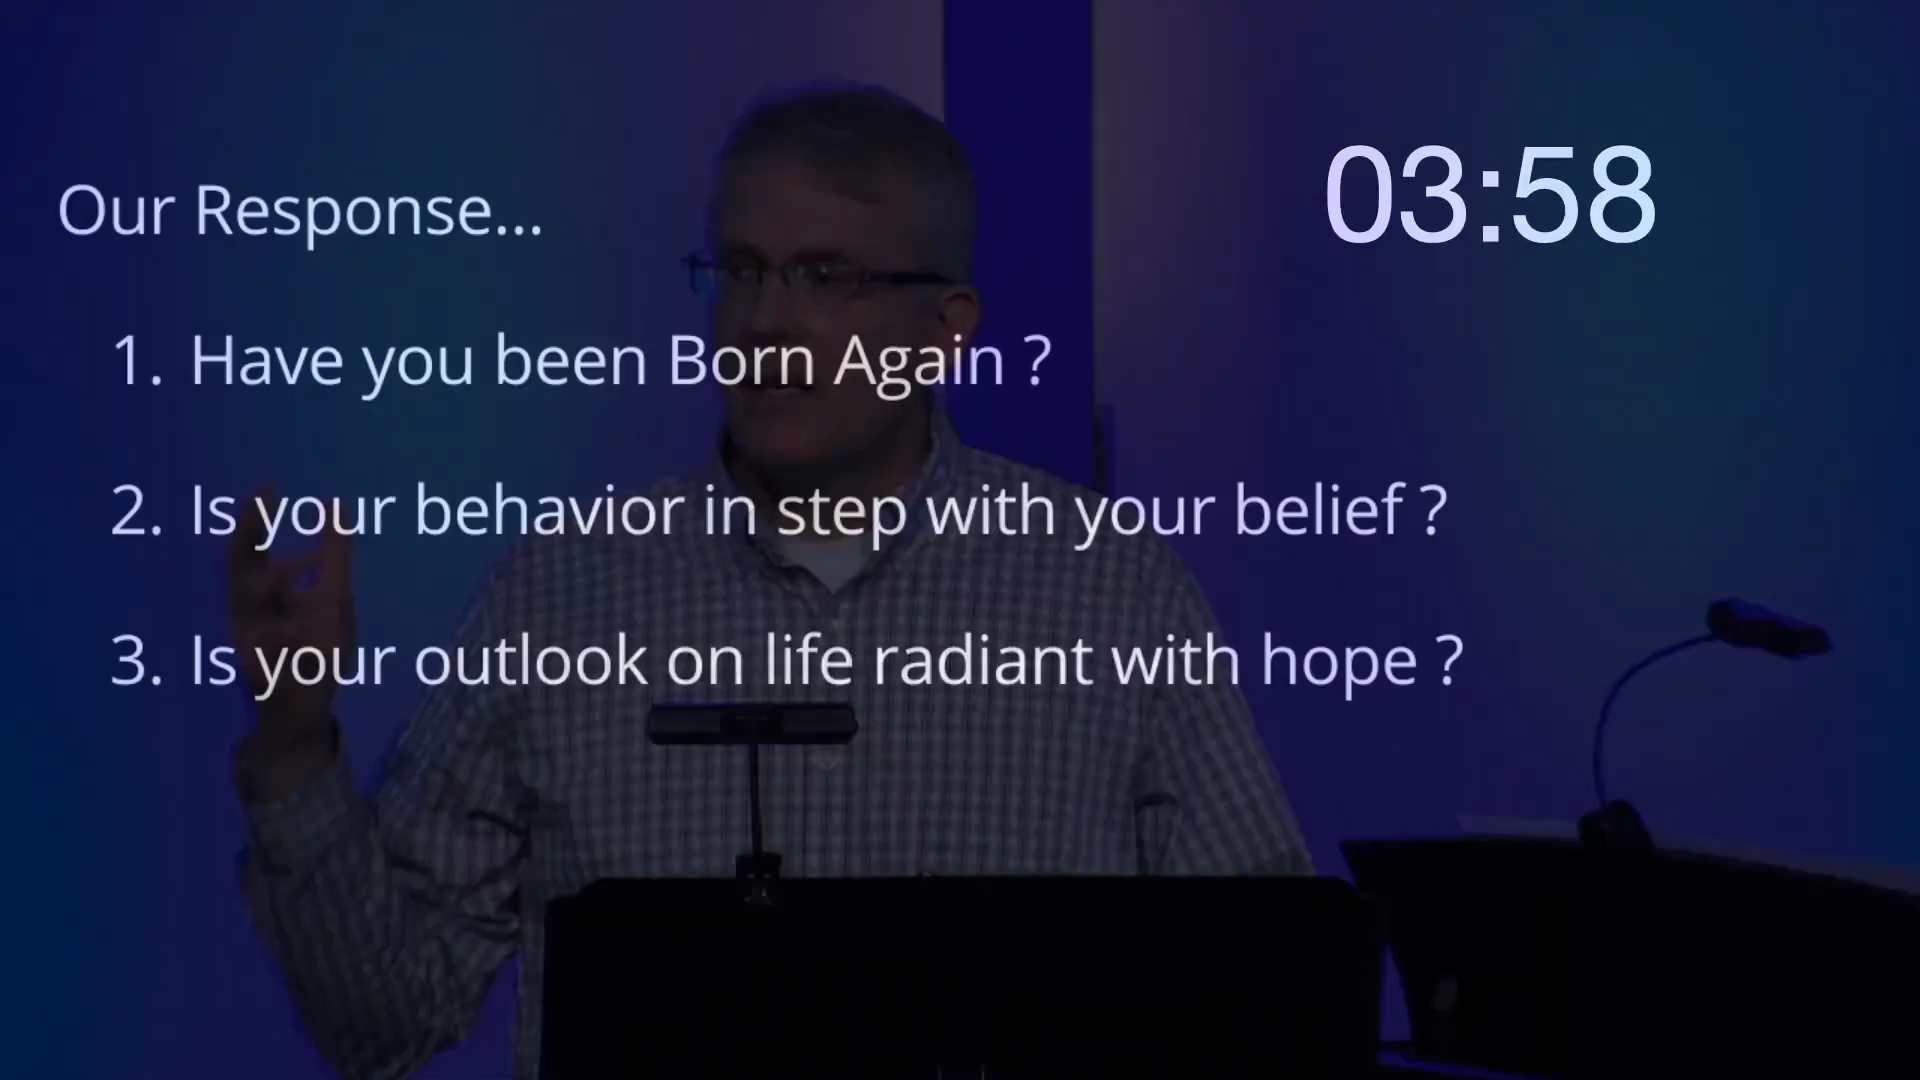 03:58
Our Response...
1. Have you been Born Again ?
2. Is your behavior in step with your belief ?
3. Is your outlook on life radiant with hope ?